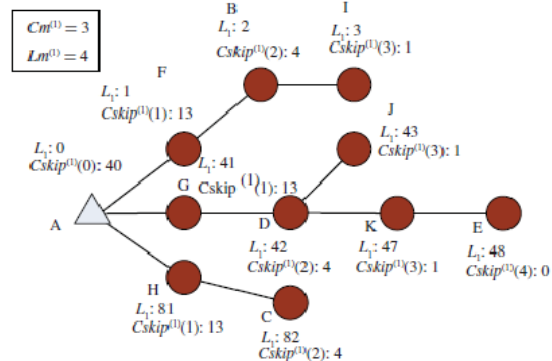 Cm⁽¹⁾ = 3
Lm⁽¹⁾ = 4
B
L₁: 2
Cskip⁽¹⁾(2): 4
I
L₁: 3
Cskip⁽¹⁾(3): 1
F
L₁: 1
Cskip⁽¹⁾(1): 13
J
L₁: 43
Cskip⁽¹⁾(3): 1
L₁: 0
Cskip⁽¹⁾(0): 40
L₁: 41
Cskip ⁽¹⁾(1): 13
G
A
D
L₁: 42
Cskip⁽¹⁾(2): 4
K
L₁: 47
Cskip⁽¹⁾(3): 1
E
L₁: 48
Cskip⁽¹⁾(4): 0
H
L₁: 81
Cskip⁽¹⁾(1): 13
C
L₁: 82
Cskip⁽¹⁾(2): 4